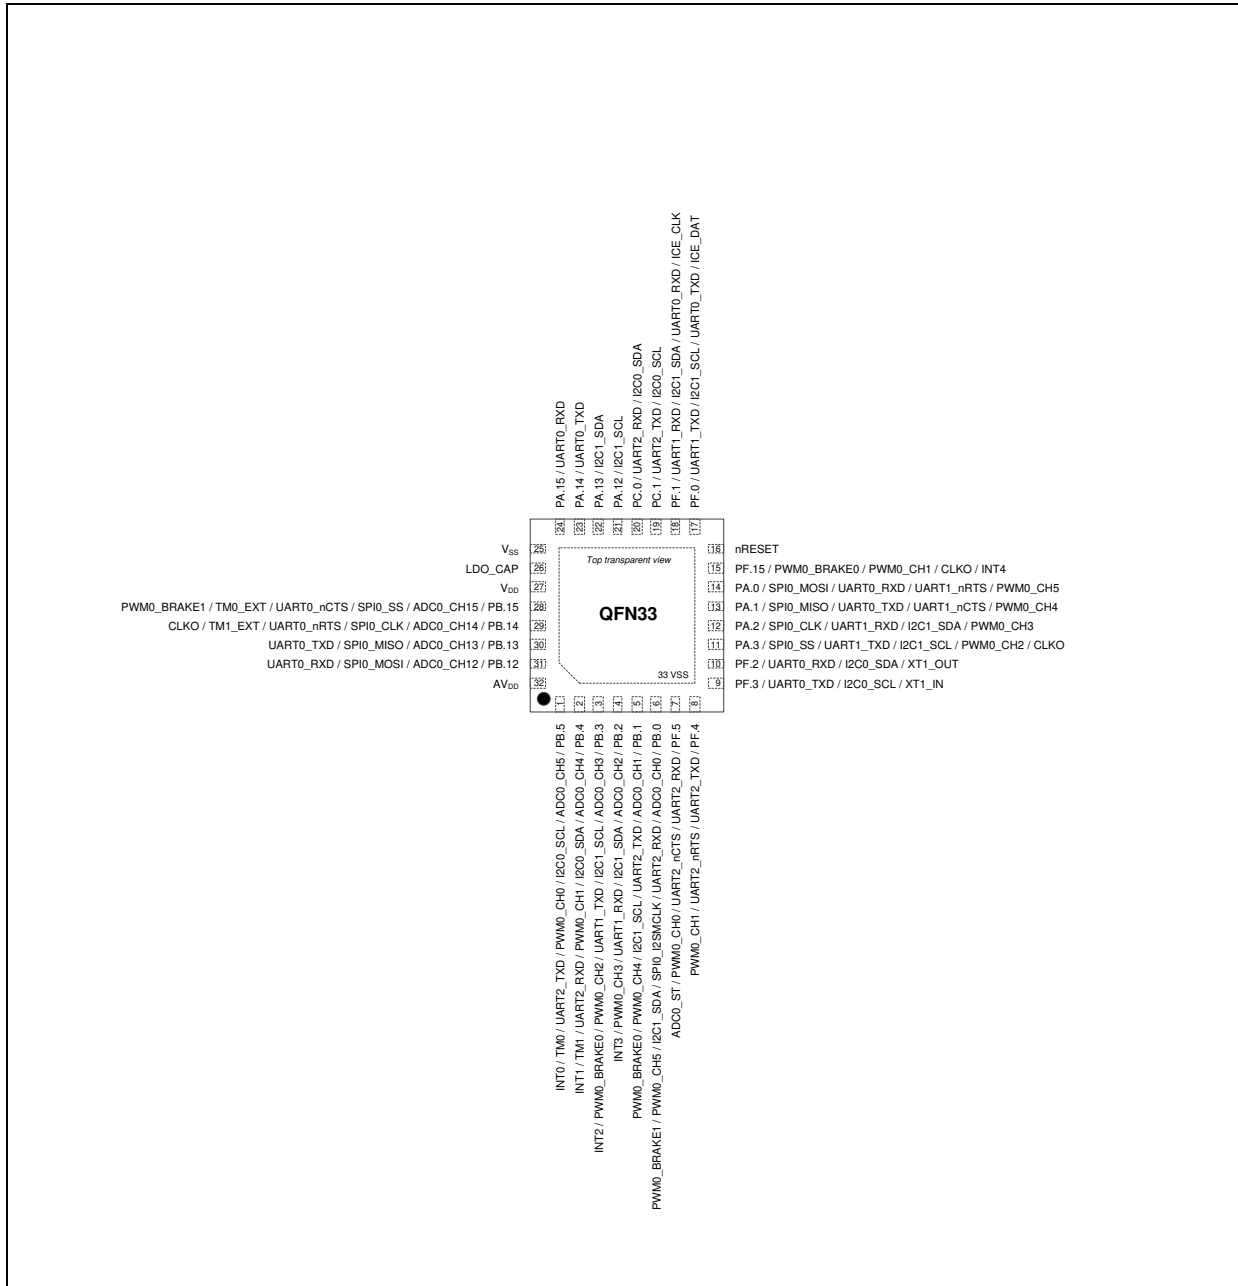 PA.15 / UART0_RXD
PA.14 / UART0_TXD
PA.13 / I2C1_SDA
PA.12 / I2C1_SCL
PC.0 / UART2_RXD / I2C0_SDA
PC.1 / UART2_TXD / I2C0_SCL
PF.1 / UART1_RXD / I2C1_SDA / UART0_RXD / ICE_CLK
PF.0 / UART1_TXD / I2C1_SCL / UART0_TXD / ICE_DAT
24
23
22
21
20
19
18
17
VSS
25
LDO_CAP
26
VDD
27
PWM0_BRAKE1 / TM0_EXT / UART0_nCTS / SPI0_SS / ADC0_CH15 / PB.15
28
CLKO / TM1_EXT / UART0_nRTS / SPI0_CLK / ADC0_CH14 / PB.14
29
UART0_TXD / SPI0_MISO / ADC0_CH13 / PB.13
30
UART0_RXD / SPI0_MOSI / ADC0_CH12 / PB.12
31
AVDD
32
Top transparent view
QFN33
33 VSS
16
nRESET
15
PF.15 / PWM0_BRAKE0 / PWM0_CH1 / CLKO / INT4
14
PA.0 / SPI0_MOSI / UART0_RXD / UART1_nRTS / PWM0_CH5
13
PA.1 / SPI0_MISO / UART0_TXD / UART1_nCTS / PWM0_CH4
12
PA.2 / SPI0_CLK / UART1_RXD / I2C1_SDA / PWM0_CH3
11
PA.3 / SPI0_SS / UART1_TXD / I2C1_SCL / PWM0_CH2 / CLKO
10
PF.2 / UART0_RXD / I2C0_SDA / XT1_OUT
9
PF.3 / UART0_TXD / I2C0_SCL / XT1_IN
1
2
3
4
5
6
7
8
INT0 / TM0 / UART2_TXD / PWM0_CH0 / I2C0_SCL / ADC0_CH5 / PB.5
INT1 / TM1 / UART2_RXD / PWM0_CH1 / I2C0_SDA / ADC0_CH4 / PB.4
INT2 / PWM0_BRAKE0 / PWM0_CH2 / UART1_TXD / I2C1_SCL / ADC0_CH3 / PB.3
INT3 / PWM0_CH3 / UART1_RXD / I2C1_SDA / ADC0_CH2 / PB.2
PWM0_BRAKE0 / PWM0_CH4 / I2C1_SCL / UART2_TXD / ADC0_CH1 / PB.1
PWM0_BRAKE1 / PWM0_CH5 / I2C1_SDA / SPI0_I2SMCLK / UART2_RXD / ADC0_CH0 / PB.0
ADC0_ST / PWM0_CH0 / UART2_nCTS / UART2_RXD / PF.5
PWM0_CH1 / UART2_nRTS / UART2_TXD / PF.4